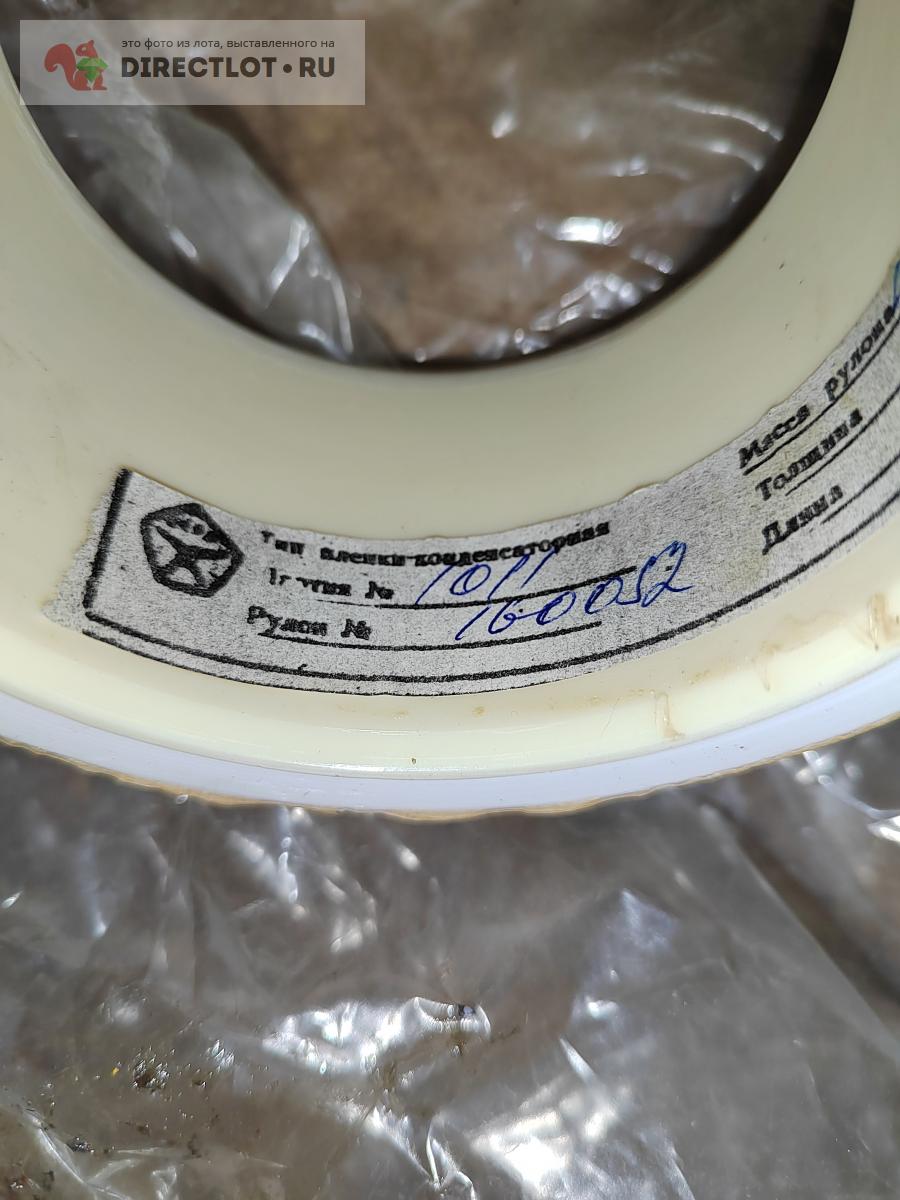 это фото из лота, выставленного на
DIRECTLOT•RU
Тип пленки-конденсаторная
Партия № 1011
Рулон № 160052
Масса рулона
Толщина
Длина